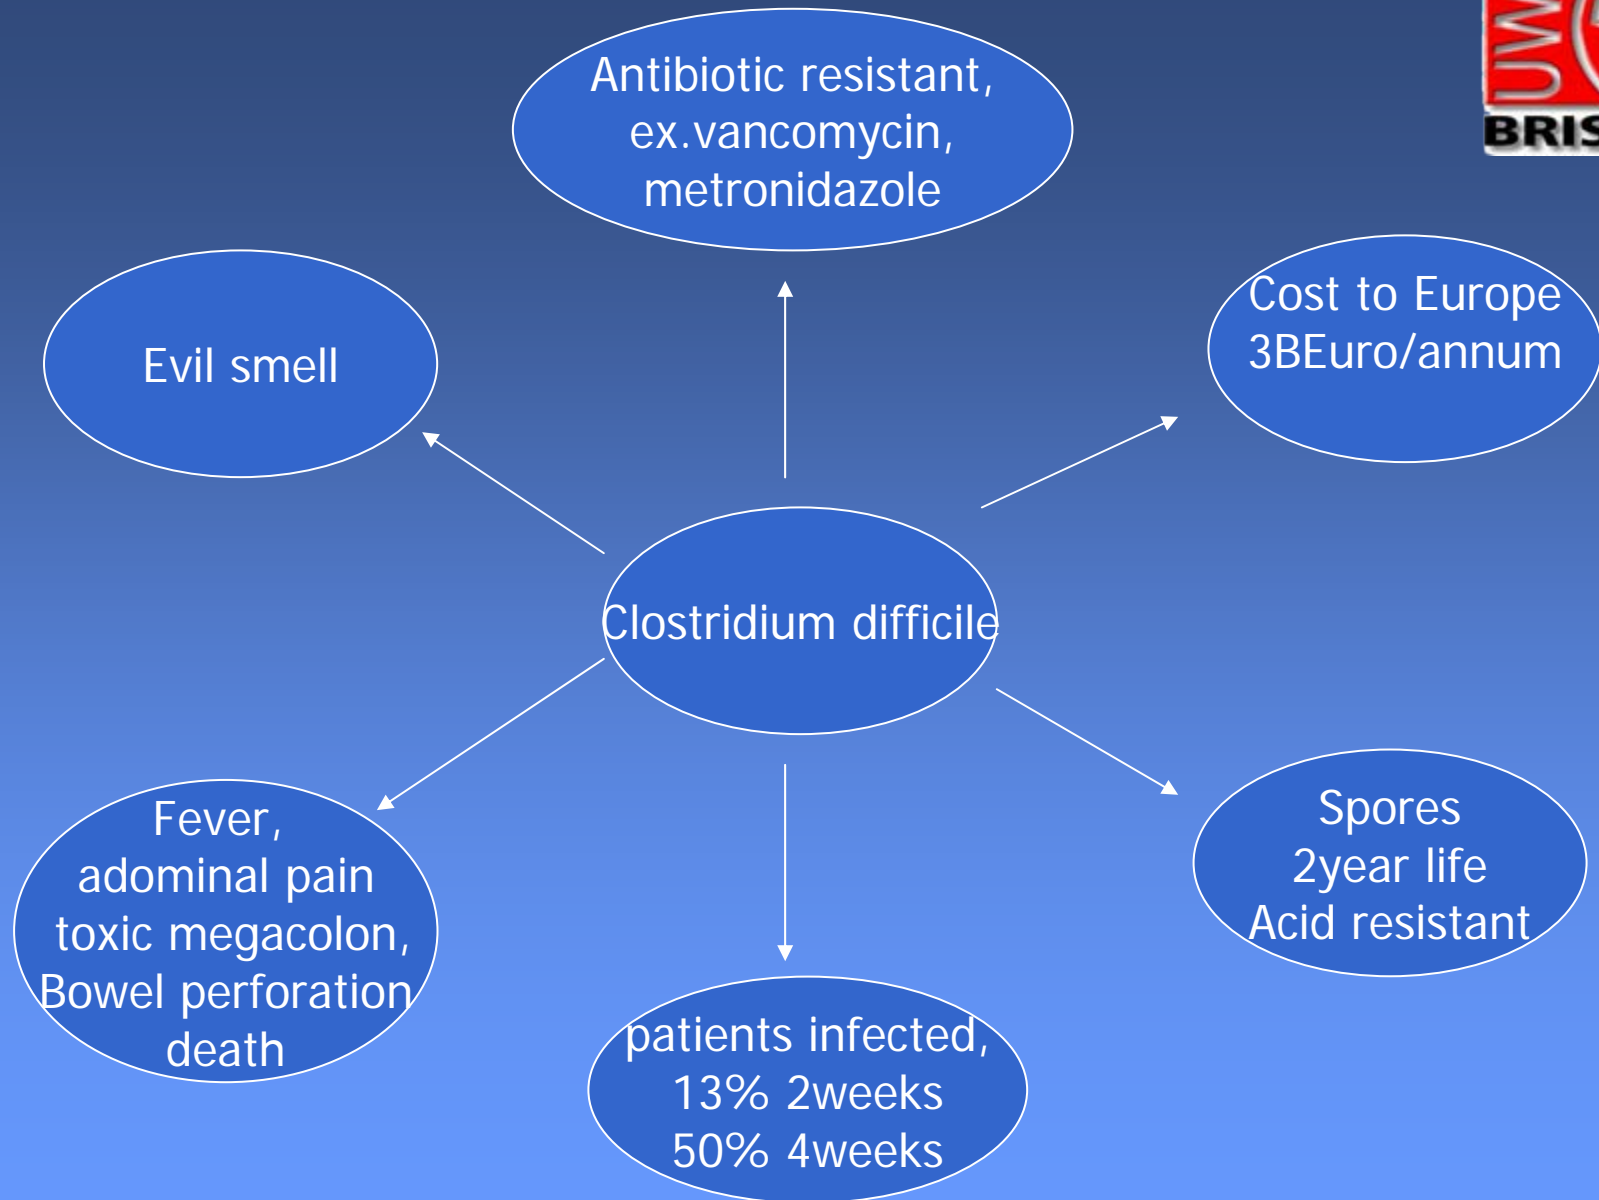 Antibiotic resistant,
ex.vancomycin,
metronidazole
UW
BRIS
Evil smell
Cost to Europe
3BEuro/annum
Clostridium difficile
Fever,
adominal pain
toxic megacolon,
Bowel perforation
death
Spores
2year life
Acid resistant
patients infected,
13% 2weeks
50% 4weeks